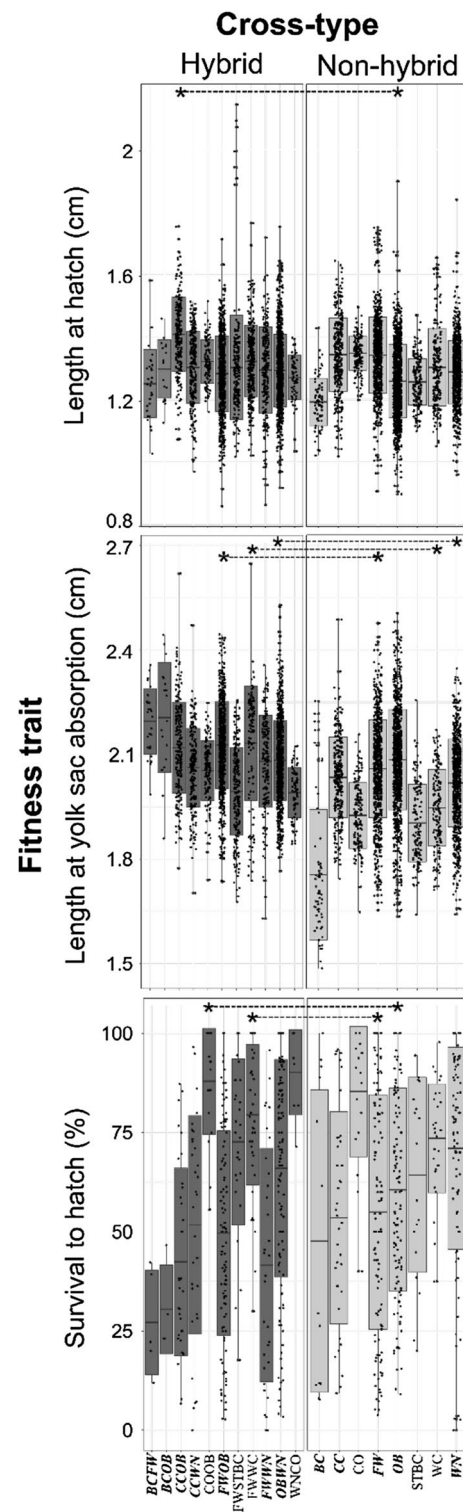 Cross-type
Hybrid Non-hybrid
Fitness trait
Length at hatch (cm)
2
1.6
1.2
0.8
* *
Length at yolk sac absorption (cm)
2.7
2.4
2.1
1.8
1.5
* *
* *
* *
Survival to hatch (%)
100
75
50
25
0
* *
* *
BCFW
BCOB
CCOB
CCWN
COOB
FWOB
FWSTBC
FWWC
FWWN
OBWN
WNCO
BC
CC
CO
FW
OB
STBC
WC
WN